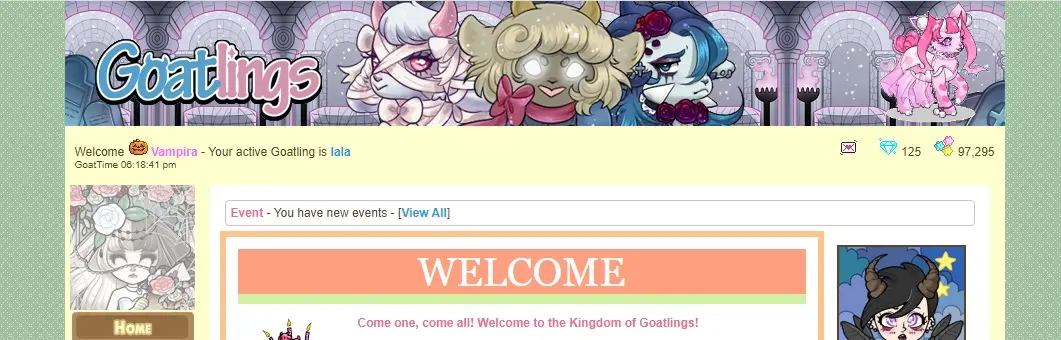 Goatlings
Welcome Vampira - Your active Goatling is lala
GoatTime 06:18:41 pm
125
97,295
Event - You have new events - [View All]
WELCOME
Home
Come one, come all! Welcome to the Kingdom of Goatlings!